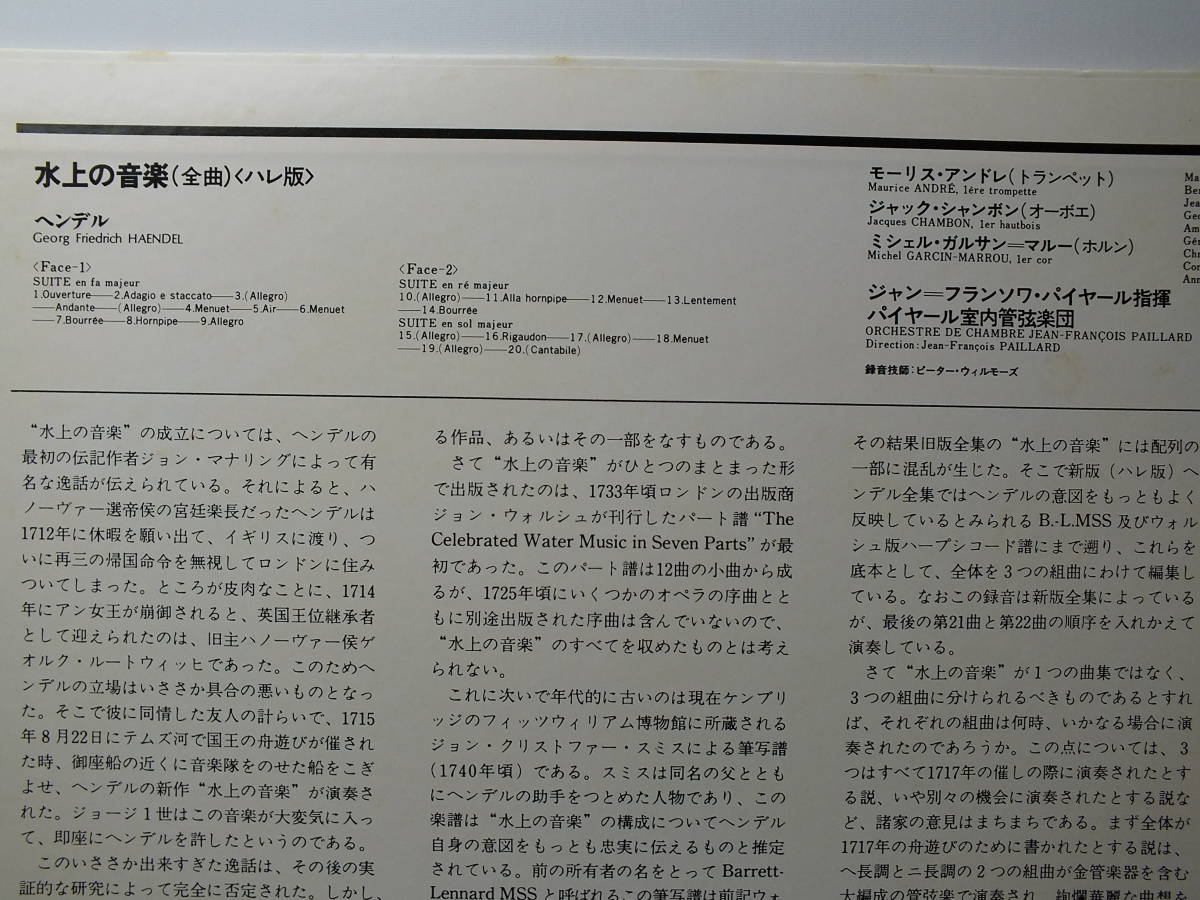 水上の音楽(全曲)〈ハレ版〉
ヘンデル
Georg Friedrich HAENDEL
〈Face-1〉
SUITE en fa majeur
1.Ouverture——2.Adagio e staccato——3.(Allegro)
——Andante——(Allegro)——4.Menuet——5.Air——6.Menuet
——7.Bourrée——8.Hornpipe——9.Allegro
〈Face-2〉
SUITE en ré majeur
10.(Allegro)——11.Alla hornpipe——12.Menuet——13.Lentement
——14.Bourrée
SUITE en sol majeur
15.(Allegro)——16.Rigaudon——17.(Allegro)——18.Menuet
——19.(Allegro)——20.(Cantabile)
モーリス・アンドレ(トランペット)
Maurice ANDRÉ, 1ére trompette
ジャック・シャンボン(オーボエ)
Jacques CHAMBON, 1er hautbois
ミシェル・ガルサン＝マルー(ホルン)
Michel GARCIN-MARROU, 1er cor
ジャン＝フランソワ・パイヤール指揮
パイヤール室内管弦楽団
ORCHESTRE DE CHAMBRE JEAN-FRANÇOIS PAILLARD
Direction:Jean-François PAILLARD
録音技師:ピーター・ウィルモーズ
“水上の音楽”の成立については、ヘンデルの
最初の伝記作者ジョン・マナリングによって有
名な逸話が伝えられている。それによると、ハ
ノーヴァー選帝侯の宮廷楽長だったヘンデルは
1712年に休暇を願い出て、イギリスに渡り、つ
いに再三の帰国命令を無視してロンドンに住み
ついてしまった。ところが皮肉なことに、1714
年にアン女王が崩御されると、英国王位継承者
として迎えられたのは、旧主ハノーヴァー侯ゲ
オルク・ルートウィッヒであった。このためヘ
ンデルの立場はいささか具合の悪いものとなっ
た。そこで彼に同情した友人の計らいで、1715
年8月22日にテムズ河で国王の舟遊びが催され
た時、御座船の近くに音楽隊をのせた船をこぎ
よせ、ヘンデルの新作“水上の音楽”が演奏さ
れた。ジョージ1世はこの音楽が大変気に入っ
て、即座にヘンデルを許したというのである。
このいささか出来すぎた逸話は、その後の実
証的な研究によって完全に否定された。しかし、
る作品、あるいはその一部をなすものである。
さて“水上の音楽”がひとつのまとまった形
で出版されたのは、1733年頃ロンドンの出版商
ジョン・ウォルシュが刊行したパート譜“The
Celebrated Water Music in Seven Parts”が最
初であった。このパート譜は12曲の小曲から成
るが、1725年頃にいくつかのオペラの序曲とと
もに別途出版された序曲は含んでいないので、
“水上の音楽”のすべてを収めたものとは考え
られない。
これに次いで年代的に古いのは現在ケンブリ
ッジのフィッツウィリアム博物館に所蔵される
ジョン・クリストファー・スミスによる筆写譜
(1740年頃)である。スミスは同名の父ととも
にヘンデルの助手をつとめた人物であり、この
楽譜は“水上の音楽”の構成についてヘンデル
自身の意図をもっとも忠実に伝えるものと推定
されている。前の所有者の名をとって Barrett-
Lennard MSS と呼ばれるこの筆写譜は前記ウォ
その結果旧版全集の“水上の音楽”には配列の
一部に混乱が生じた。そこで新版(ハレ版)ヘ
ンデル全集ではヘンデルの意図をもっともよく
反映しているとみられる B.-L.MSS 及びウォル
シュ版ハープシコード譜にまで遡り、これらを
底本として、全体を3つの組曲にわけて編集し
ている。なおこの録音は新版全集によっている
が、最後の第21曲と第22曲の順序を入れかえて
演奏している。
さて“水上の音楽”が1つの曲集ではなく、
3つの組曲に分けられるべきものであるとすれ
ば、それぞれの組曲は何時、いかなる場合に演
奏されたのであろうか。この点については、3
つはすべて1717年の催しの際に演奏されたとす
る説、いや別々の機会に演奏されたとする説な
ど、諸家の意見はまちまちである。まず全体が
1717年の舟遊びのために書かれたとする説は、
ヘ長調とニ長調の2つの組曲が金管楽器を含む
大編成の管弦楽で演奏され、絢爛華麗な曲想を
Ma
Ber
Jea
Geo
Am
Gér
Chr
Cor
Ann